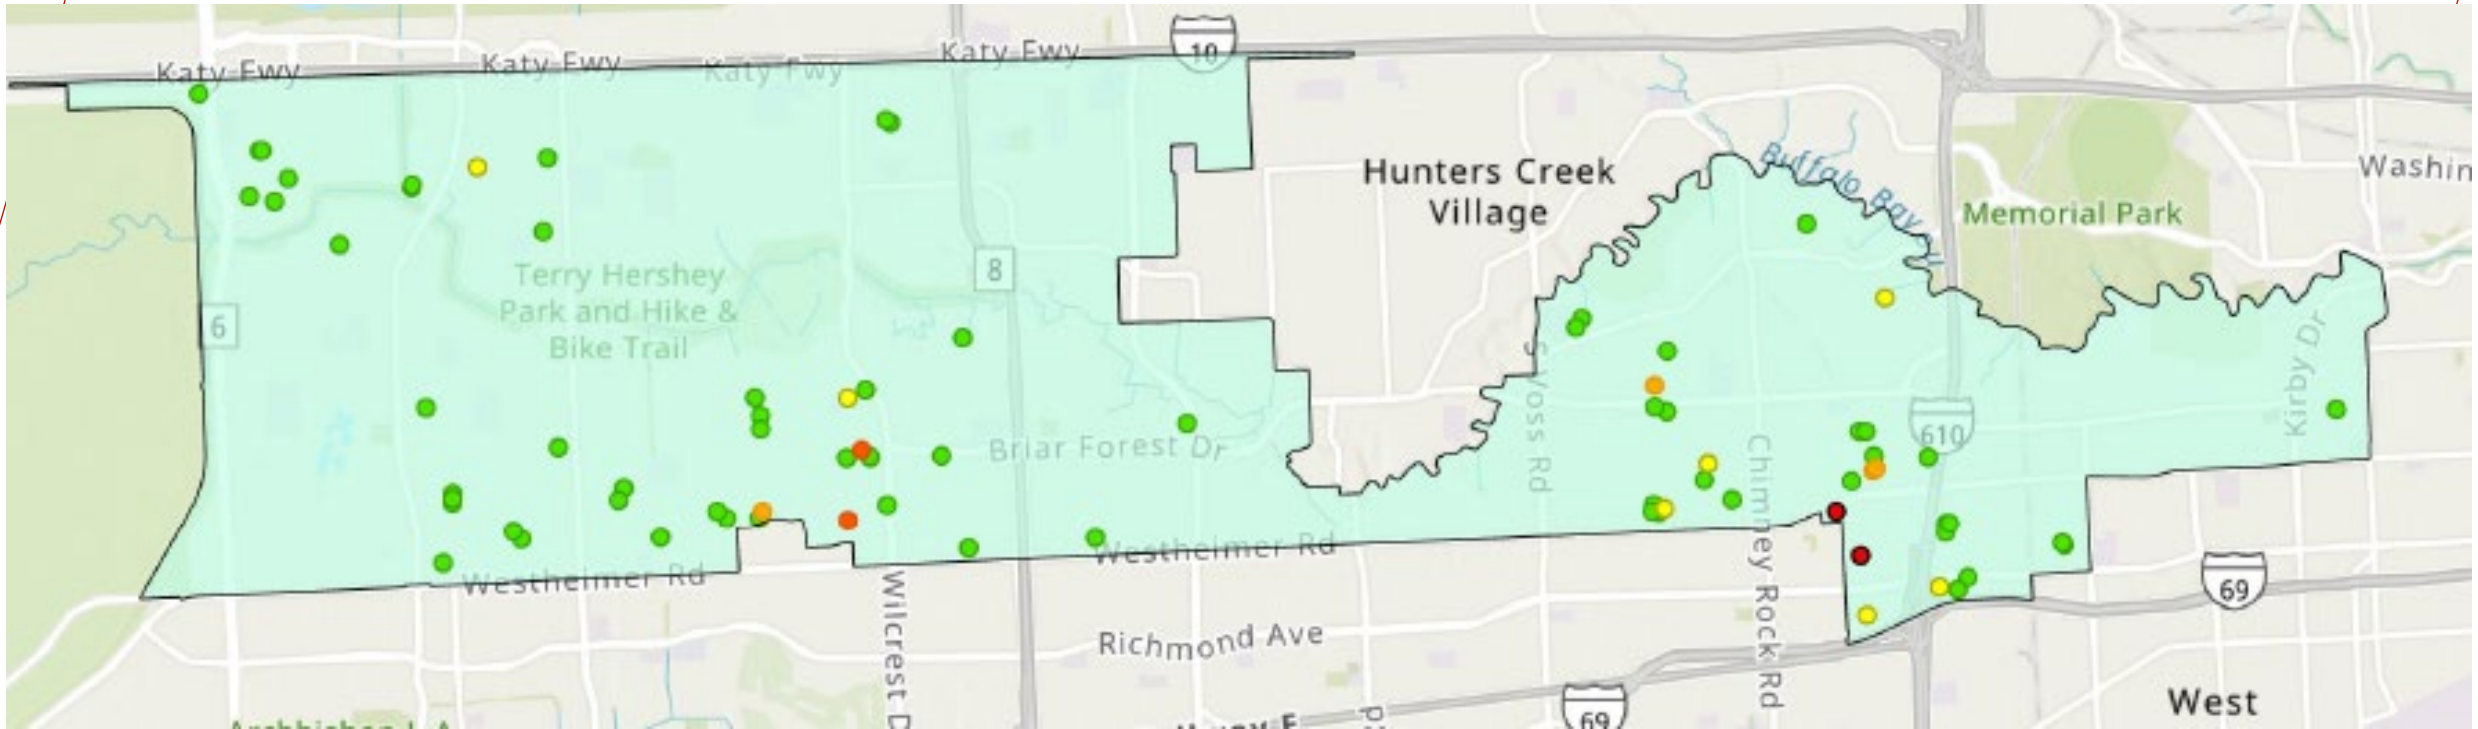 Katy Fwy
Katy Fwy
Katy Fwy
Katy Fwy
10
Hunters Creek
Village
Buffalo Bay
Memorial Park
Washin
Terry Hershey
Park and Hike &
Bike Trail
8
6
S Voss Rd
Kirby Dr
610
Briar Forest Dr
Chimney Rock Rd
Westheimer Rd
Westheimer Rd
Wilcrest D
Richmond Ave
69
69
West